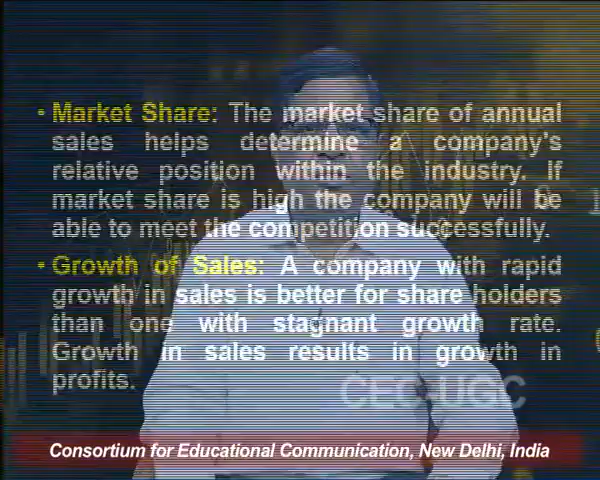 • Market Share: The market share of annual
sales helps determine a company's
relative position within the industry. If
market share is high the company will be
able to meet the competition successfully.
• Growth of Sales: A company with rapid
growth in sales is better for share holders
than one with stagnant growth rate.
Growth in sales results in growth in
profits.
CEC-UGC
Consortium for Educational Communication, New Delhi, India